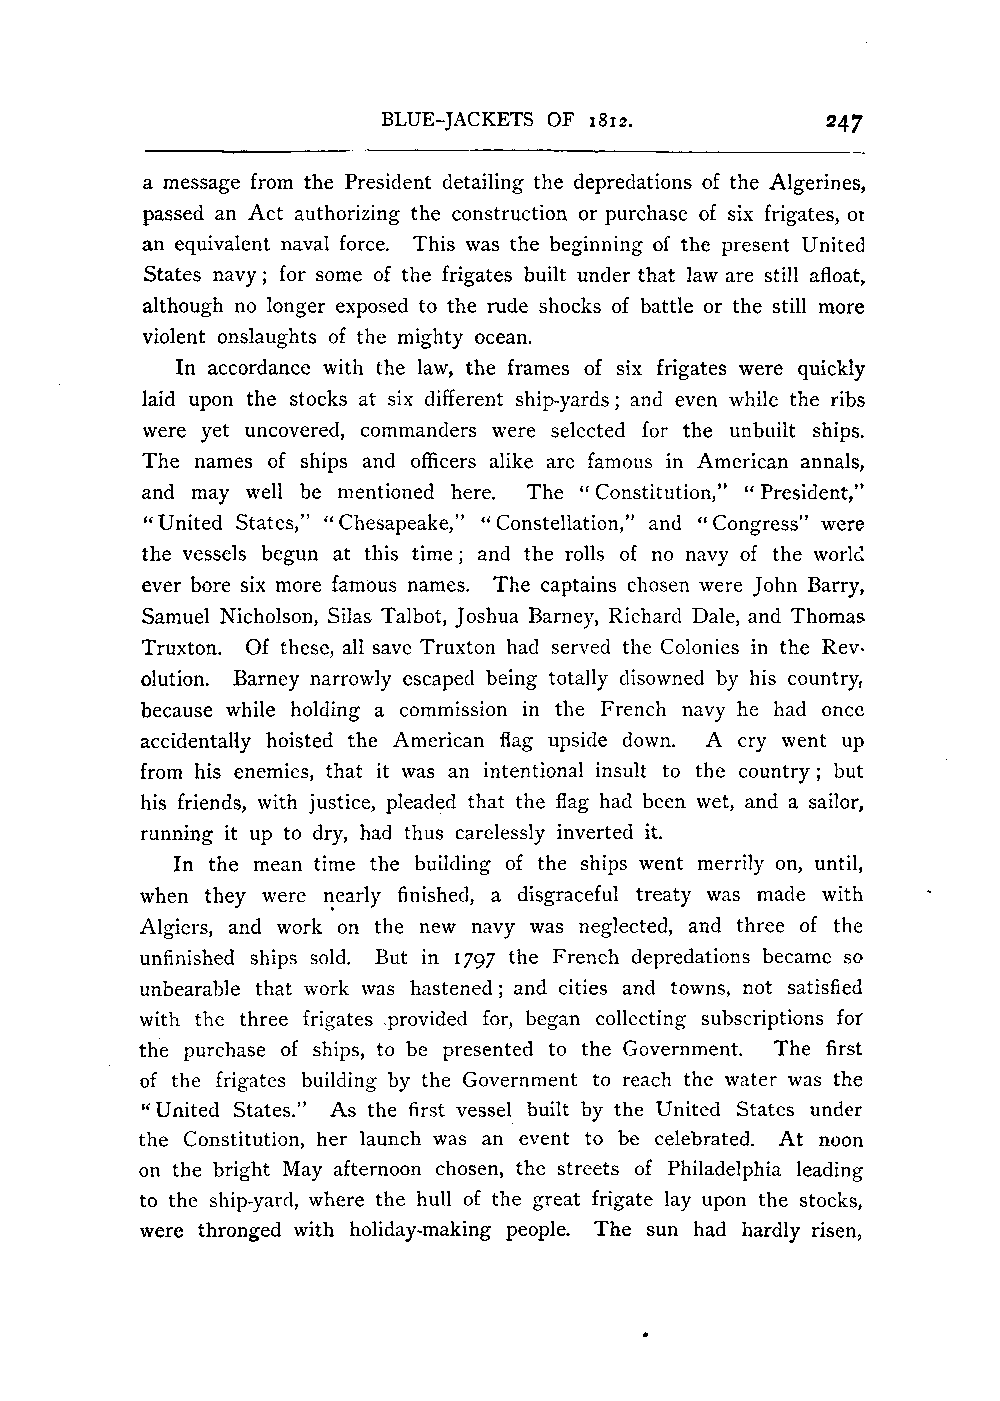 BLUE-JACKETS OF 1812. 247
a message from the President detailing the depredations of the Algerines,
passed an Act authorizing the construction or purchase of six frigates, or
an equivalent naval force. This was the beginning of the present United
States navy; for some of the frigates built under that law are still afloat,
although no longer exposed to the rude shocks of battle or the still more
violent onslaughts of the mighty ocean.
In accordance with the law, the frames of six frigates were quickly
laid upon the stocks at six different ship-yards; and even while the ribs
were yet uncovered, commanders were selected for the unbuilt ships.
The names of ships and officers alike are famous in American annals,
and may well be mentioned here. The "Constitution," "President,"
"United States," "Chesapeake," "Constellation," and "Congress" were
the vessels begun at this time; and the rolls of no navy of the world
ever bore six more famous names. The captains chosen were John Barry,
Samuel Nicholson, Silas Talbot, Joshua Barney, Richard Dale, and Thomas
Truxton. Of these, all save Truxton had served the Colonies in the Rev-
olution. Barney narrowly escaped being totally disowned by his country,
because while holding a commission in the French navy he had once
accidentally hoisted the American flag upside down. A cry went up
from his enemies, that it was an intentional insult to the country; but
his friends, with justice, pleaded that the flag had been wet, and a sailor,
running it up to dry, had thus carelessly inverted it.
In the mean time the building of the ships went merrily on, until,
when they were nearly finished, a disgraceful treaty was made with
Algiers, and work on the new navy was neglected, and three of the
unfinished ships sold. But in 1797 the French depredations became so
unbearable that work was hastened; and cities and towns, not satisfied
with the three frigates provided for, began collecting subscriptions for
the purchase of ships, to be presented to the Government. The first
of the frigates building by the Government to reach the water was the
"United States." As the first vessel built by the United States under
the Constitution, her launch was an event to be celebrated. At noon
on the bright May afternoon chosen, the streets of Philadelphia leading
to the ship-yard, where the hull of the great frigate lay upon the stocks,
were thronged with holiday-making people. The sun had hardly risen,